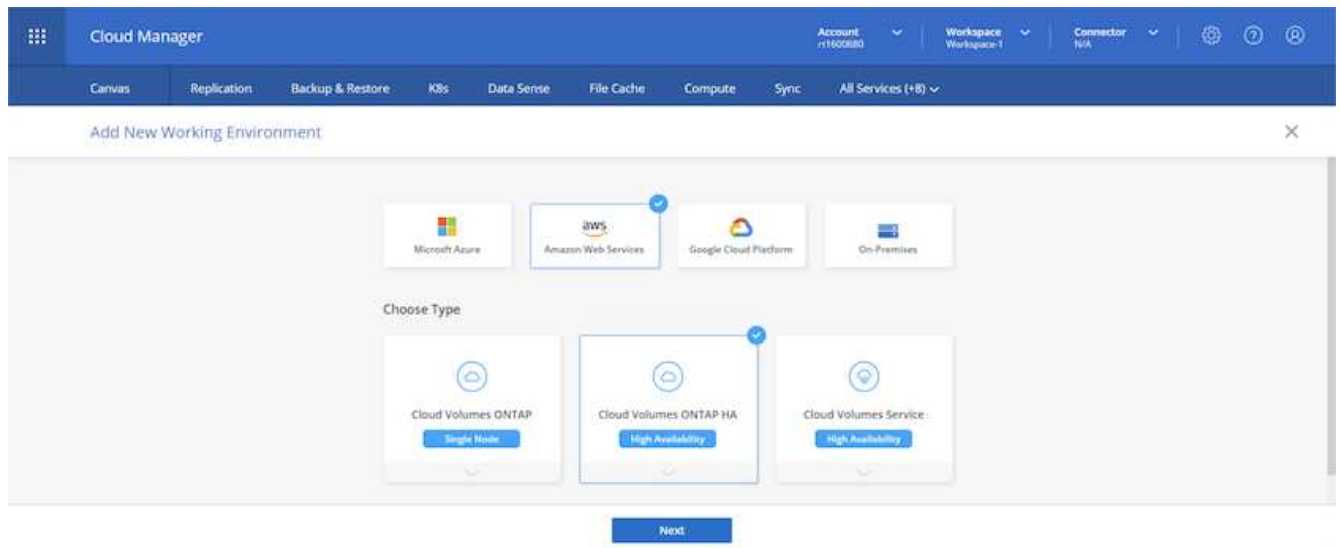 Cloud Manager
Account
rt1600680
Workspace
Workspace-1
Connector
N/A
Canvas
Replication
Backup & Restore
K8s
Data Sense
File Cache
Compute
Sync
All Services (+8)
Add New Working Environment
Microsft Azure
aws
Amazon Web Services
Google Cloud Platform
On-Premises
Choose Type
Cloud Volumes ONTAP
Single Node
Cloud Volumes ONTAP HA
High Availability
Cloud Volumes Service
High Availability
Next